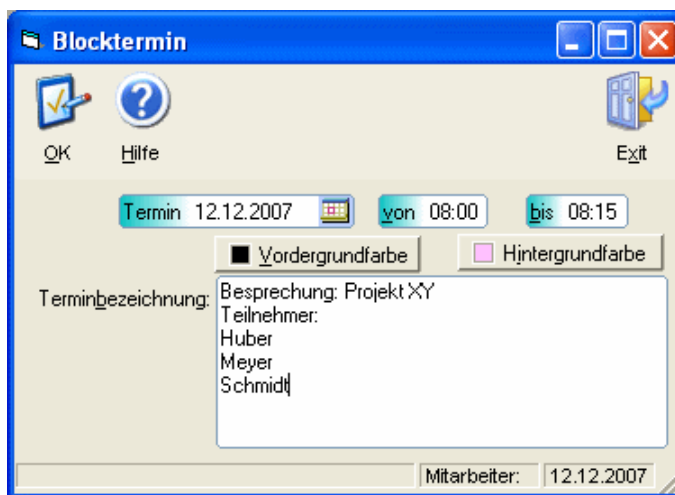 Blocktermin
OK Hilfe Exit
Termin 12.12.2007 von 08:00 bis 08:15
Vordergrundfarbe Hintergrundfarbe
Terminbezeichnung: Besprechung: Projekt XY
Teilnehmer:
Huber
Meyer
Schmidt
Mitarbeiter: 12.12.2007